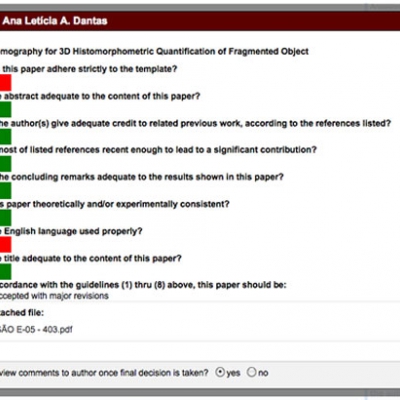 Ana Letícia A. Dantas
mography for 3D Histomorphometric Quantification of Fragmented Object
this paper adhere strictly to the template?
abstract adequate to the content of this paper?
he author(s) give adequate credit to related previous work, according to the references listed?
most of listed references recent enough to lead to a significant contribution?
he concluding remarks adequate to the results shown in this paper?
s paper theoretically and/or experimentally consistent?
e English language used properly?
e title adequate to the content of this paper?
cordance with the guidelines (1) thru (8) above, this paper should be:
ccepted with major revisions
tached file:
SÃO E-05 - 403.pdf
view comments to author once final decision is taken? yes no